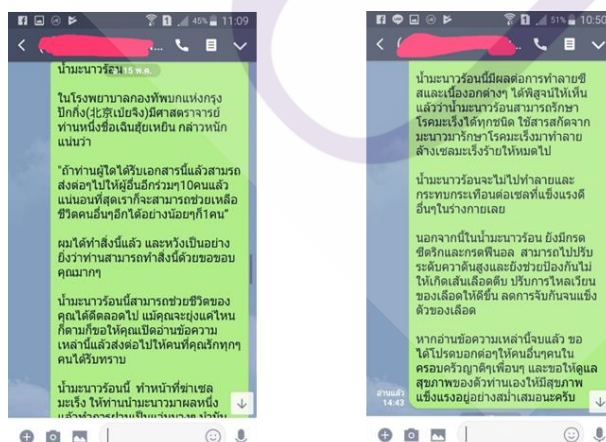 45% 11:09
น้ำมะนาวร้อน
15 พ.ค.
ในโรงพยาบาลกองทัพบกแห่งกรุง
ปักกิ่ง(北京เป่ยจิง)มีศาสตราจารย์
ท่านหนึ่งชื่อเฉินฮุ้ยเหยิน กล่าวหนัก
แน่นว่า
"ถ้าท่านผู้ใดได้รับเอกสารนี้แล้วสามรถ
ส่งต่อๆไปให้ผู้อื่นอีกร่วมๆ10คนแล้ว
แน่นอนที่สุดเราก็จะสามารถช่วยเหลือ
ชีวิตคนอื่นๆอีกได้อย่างน้อยๆก็1คน"
ผมได้ทำสิ่งนี้แล้ว และหวังเป็นอย่าง
ยิ่งว่าท่านสามารถทำสิ่งนี้ด้วยขอขอบ
คุณมากๆ
น้ำมะนาวร้อนนี้สามารถช่วยชีวิตของ
คุณได้ดีตลอดไป แม้คุณจะยุ่งแค่ไหน
ก็ตามก็ขอให้คุณเปิดอ่านข้อความ
เหล่านี้แล้วส่งต่อไปให้คนที่คุณรักทุกๆ
คนได้รับทราบ
น้ำมะนาวร้อนนี้ ทำหน้าที่ฆ่าเซล
มะเร็ง ให้ท่านนำมะนาวมาผลหนึ่ง
51% 10:50
น้ำมะนาวร้อนนี้มีผลต่อการทำลายซี
สและเนื้องอกต่างๆ ได้พิสูจน์ให้เห็น
แล้วว่าน้ำมะนาวร้อนสามารถรักษา
โรคมะเร็งได้ทุกชนิด ใช้สารสกัดจาก
มะนาวมารักษาโรคมะเร็งมาทำลาย
ล้างเซลมะเร็งร้ายให้หมดไป
น้ำมะนาวร้อนจะไม่ไปทำลายและ
กระทบกระเทือนต่อเซลที่แข็งแรงดี
อื่นๆในร่างกายเลย
นอกจากนี้ในน้ำมะนาวร้อน ยังมีกรด
ซีตริกและกรดฟีนอล สามารถไปปรับ
ระดับความดันสูงและยังช่วยป้องกันไม่
ให้เกิดเส้นเลือดตีบ ปรับการไหลเวียน
ของเลือดให้ดีขึ้น ลดการจับกันจนแข็ง
ตัวของเลือด
หากอ่านข้อความเหล่านี้จบแล้ว ขอ
ได้โปรดบอกต่อๆให้คนอื่นๆคนใน
ครอบครัวญาติๆเพื่อนๆ และขอให้ดูแล
สุขภาพของตัวท่านเองให้มีสุขภาพ
แข็งแรงอยู่อย่างสม่ำเสมอนะครับ
อ่านแล้ว
14:43